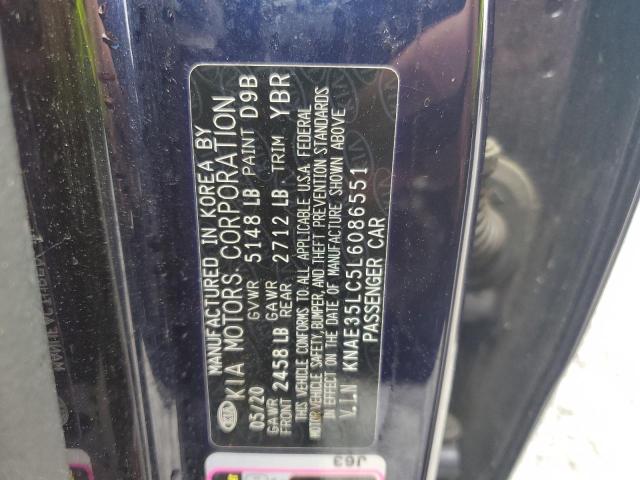 MANUFACTURED IN KOREA BY
KIA MOTORS CORPORATION
05/20 GVWR 5148 LB PAINT D9B
GAWR FRONT 2458 LB GAWR REAR 2712 LB TRIM YBR
THIS VEHICLE CONFORMS TO ALL APPLICABLE U.S.A. FEDERAL
MOTOR VEHICLE SAFETY, BUMPER, AND THEFT PREVENTION STANDARDS
IN EFFECT ON THE DATE OF MANUFACTURE SHOWN ABOVE
V.I.N KNAE35LC5L6086551
PASSENGER CAR
J63